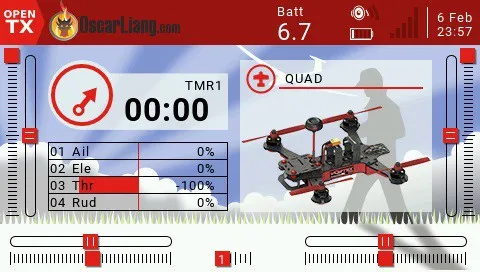 OPEN
TX
OscarLiang.com
Batt
6.7
6 Feb
23:57
TMR1
00:00
QUAD
01 Ail 0%
02 Ele 0%
03 Thr -100%
04 Rud 0%
1